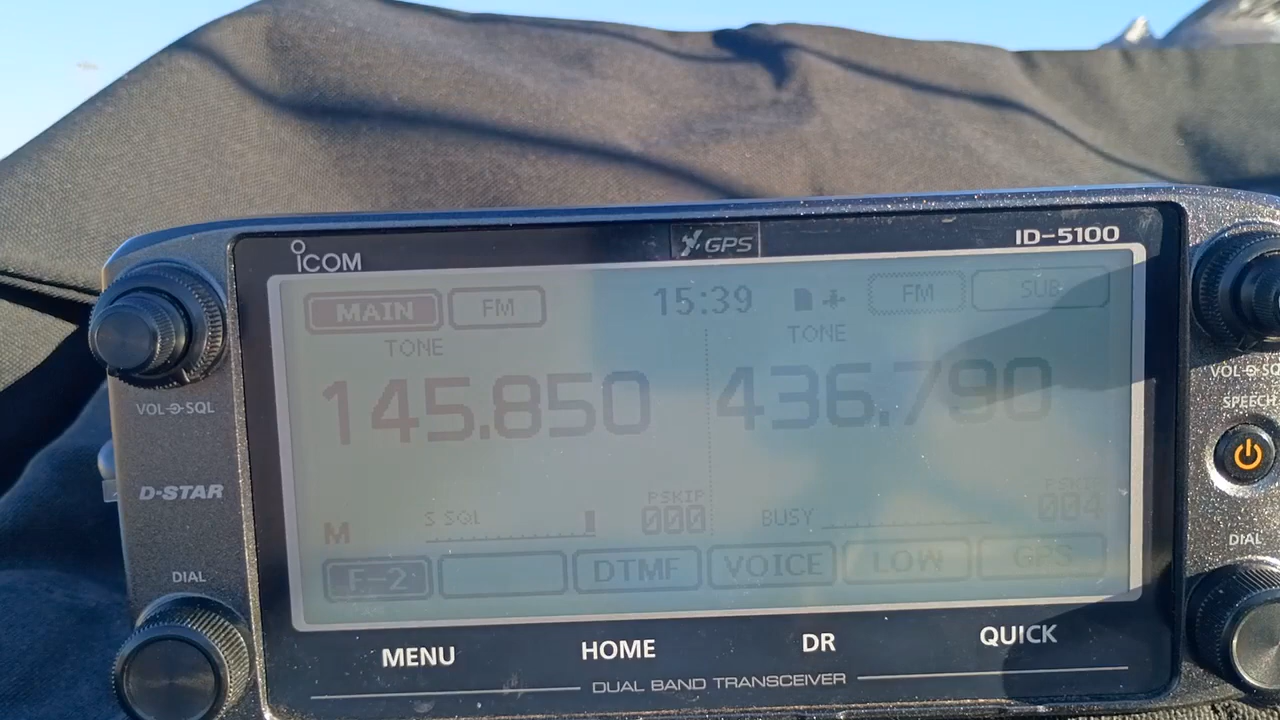 ICOM
GPS
ID-5100
MAIN FM 15:39 FM SUB
TONE TONE
145.850 436.790
VOL SQL
VOL SQ
SPEECH
D-STAR
PSKIP PSKIP
M S SQL 000 BUSY 004
DIAL
DIAL
F-2 DTMF VOICE LOW GPS
MENU HOME DR QUICK
DUAL BAND TRANSCEIVER